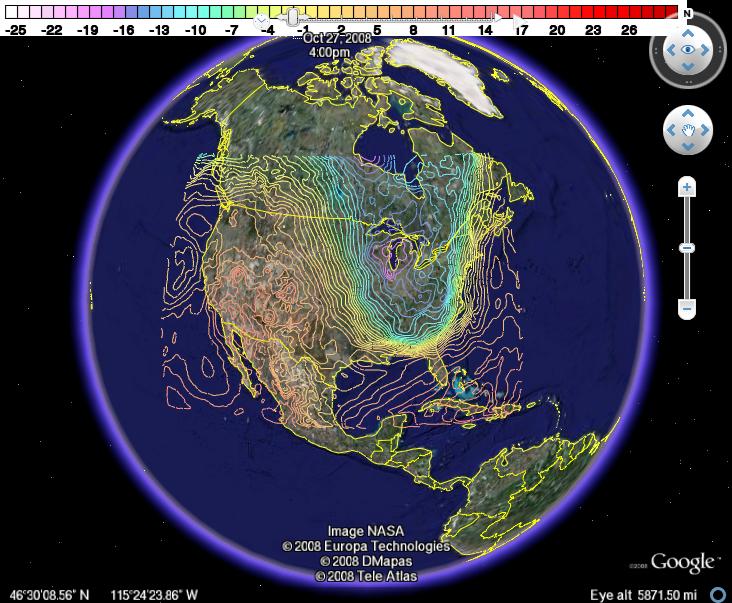 -25 -22 -19 -16 -13 -10 -7 -4 -1 2 5 8 11 14 17 20 23 26
N
Oct 27, 2008
4:00pm
Image NASA
© 2008 Europa Technologies
© 2008 DMapas
© 2008 Tele Atlas
©2008 Google™
46°30'08.56" N 115°24'23.86" W
Eye alt 5871.50 mi